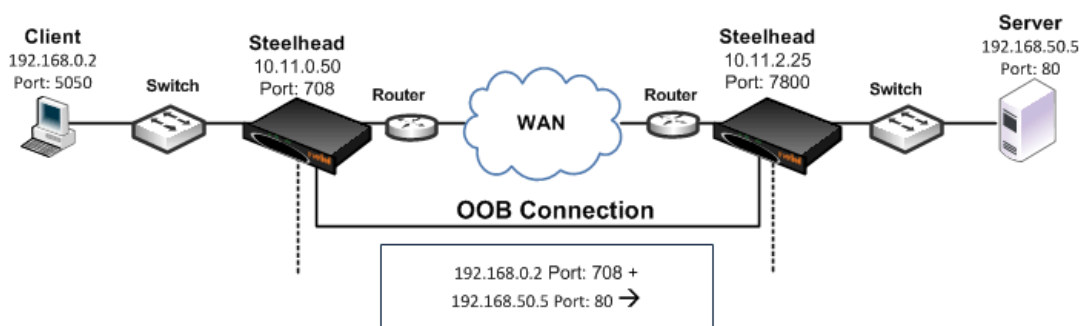 Client
192.168.0.2
Port: 5050
Switch
Steelhead
10.11.0.50
Port: 708
Router
WAN
Router
Steelhead
10.11.2.25
Port: 7800
Switch
Server
192.168.50.5
Port: 80
OOB Connection
192.168.0.2 Port: 708 +
192.168.50.5 Port: 80 →